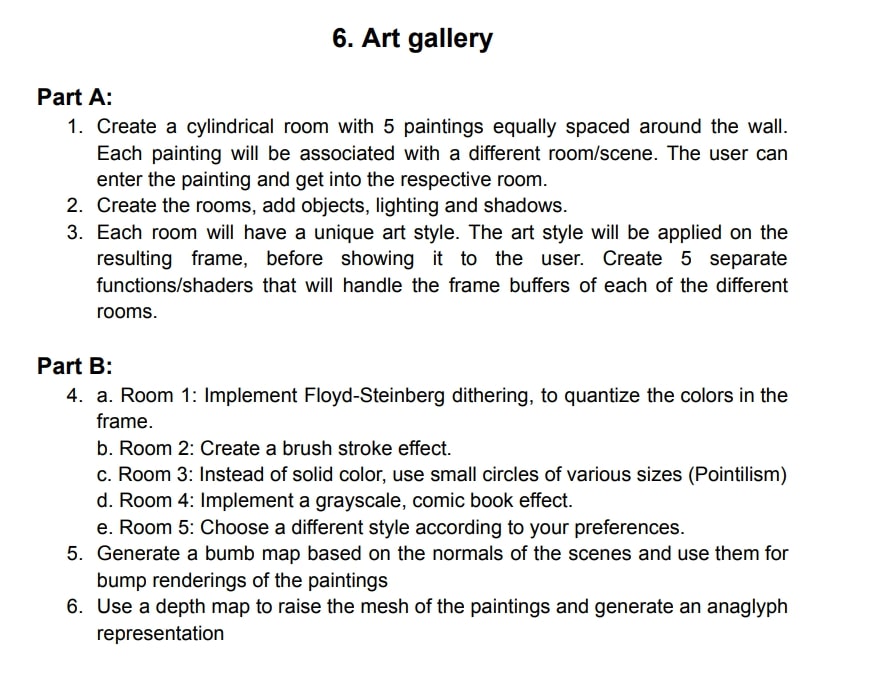 6. Art gallery
Part A:
1. Create a cylindrical room with 5 paintings equally spaced around the wall.
Each painting will be associated with a different room/scene. The user can
enter the painting and get into the respective room.
2. Create the rooms, add objects, lighting and shadows.
3. Each room will have a unique art style. The art style will be applied on the
resulting frame, before showing it to the user. Create 5 separate
functions/shaders that will handle the frame buffers of each of the different
rooms.
Part B:
4. a. Room 1: Implement Floyd-Steinberg dithering, to quantize the colors in the
frame.
b. Room 2: Create a brush stroke effect.
c. Room 3: Instead of solid color, use small circles of various sizes (Pointilism)
d. Room 4: Implement a grayscale, comic book effect.
e. Room 5: Choose a different style according to your preferences.
5. Generate a bumb map based on the normals of the scenes and use them for
bump renderings of the paintings
6. Use a depth map to raise the mesh of the paintings and generate an anaglyph
representation